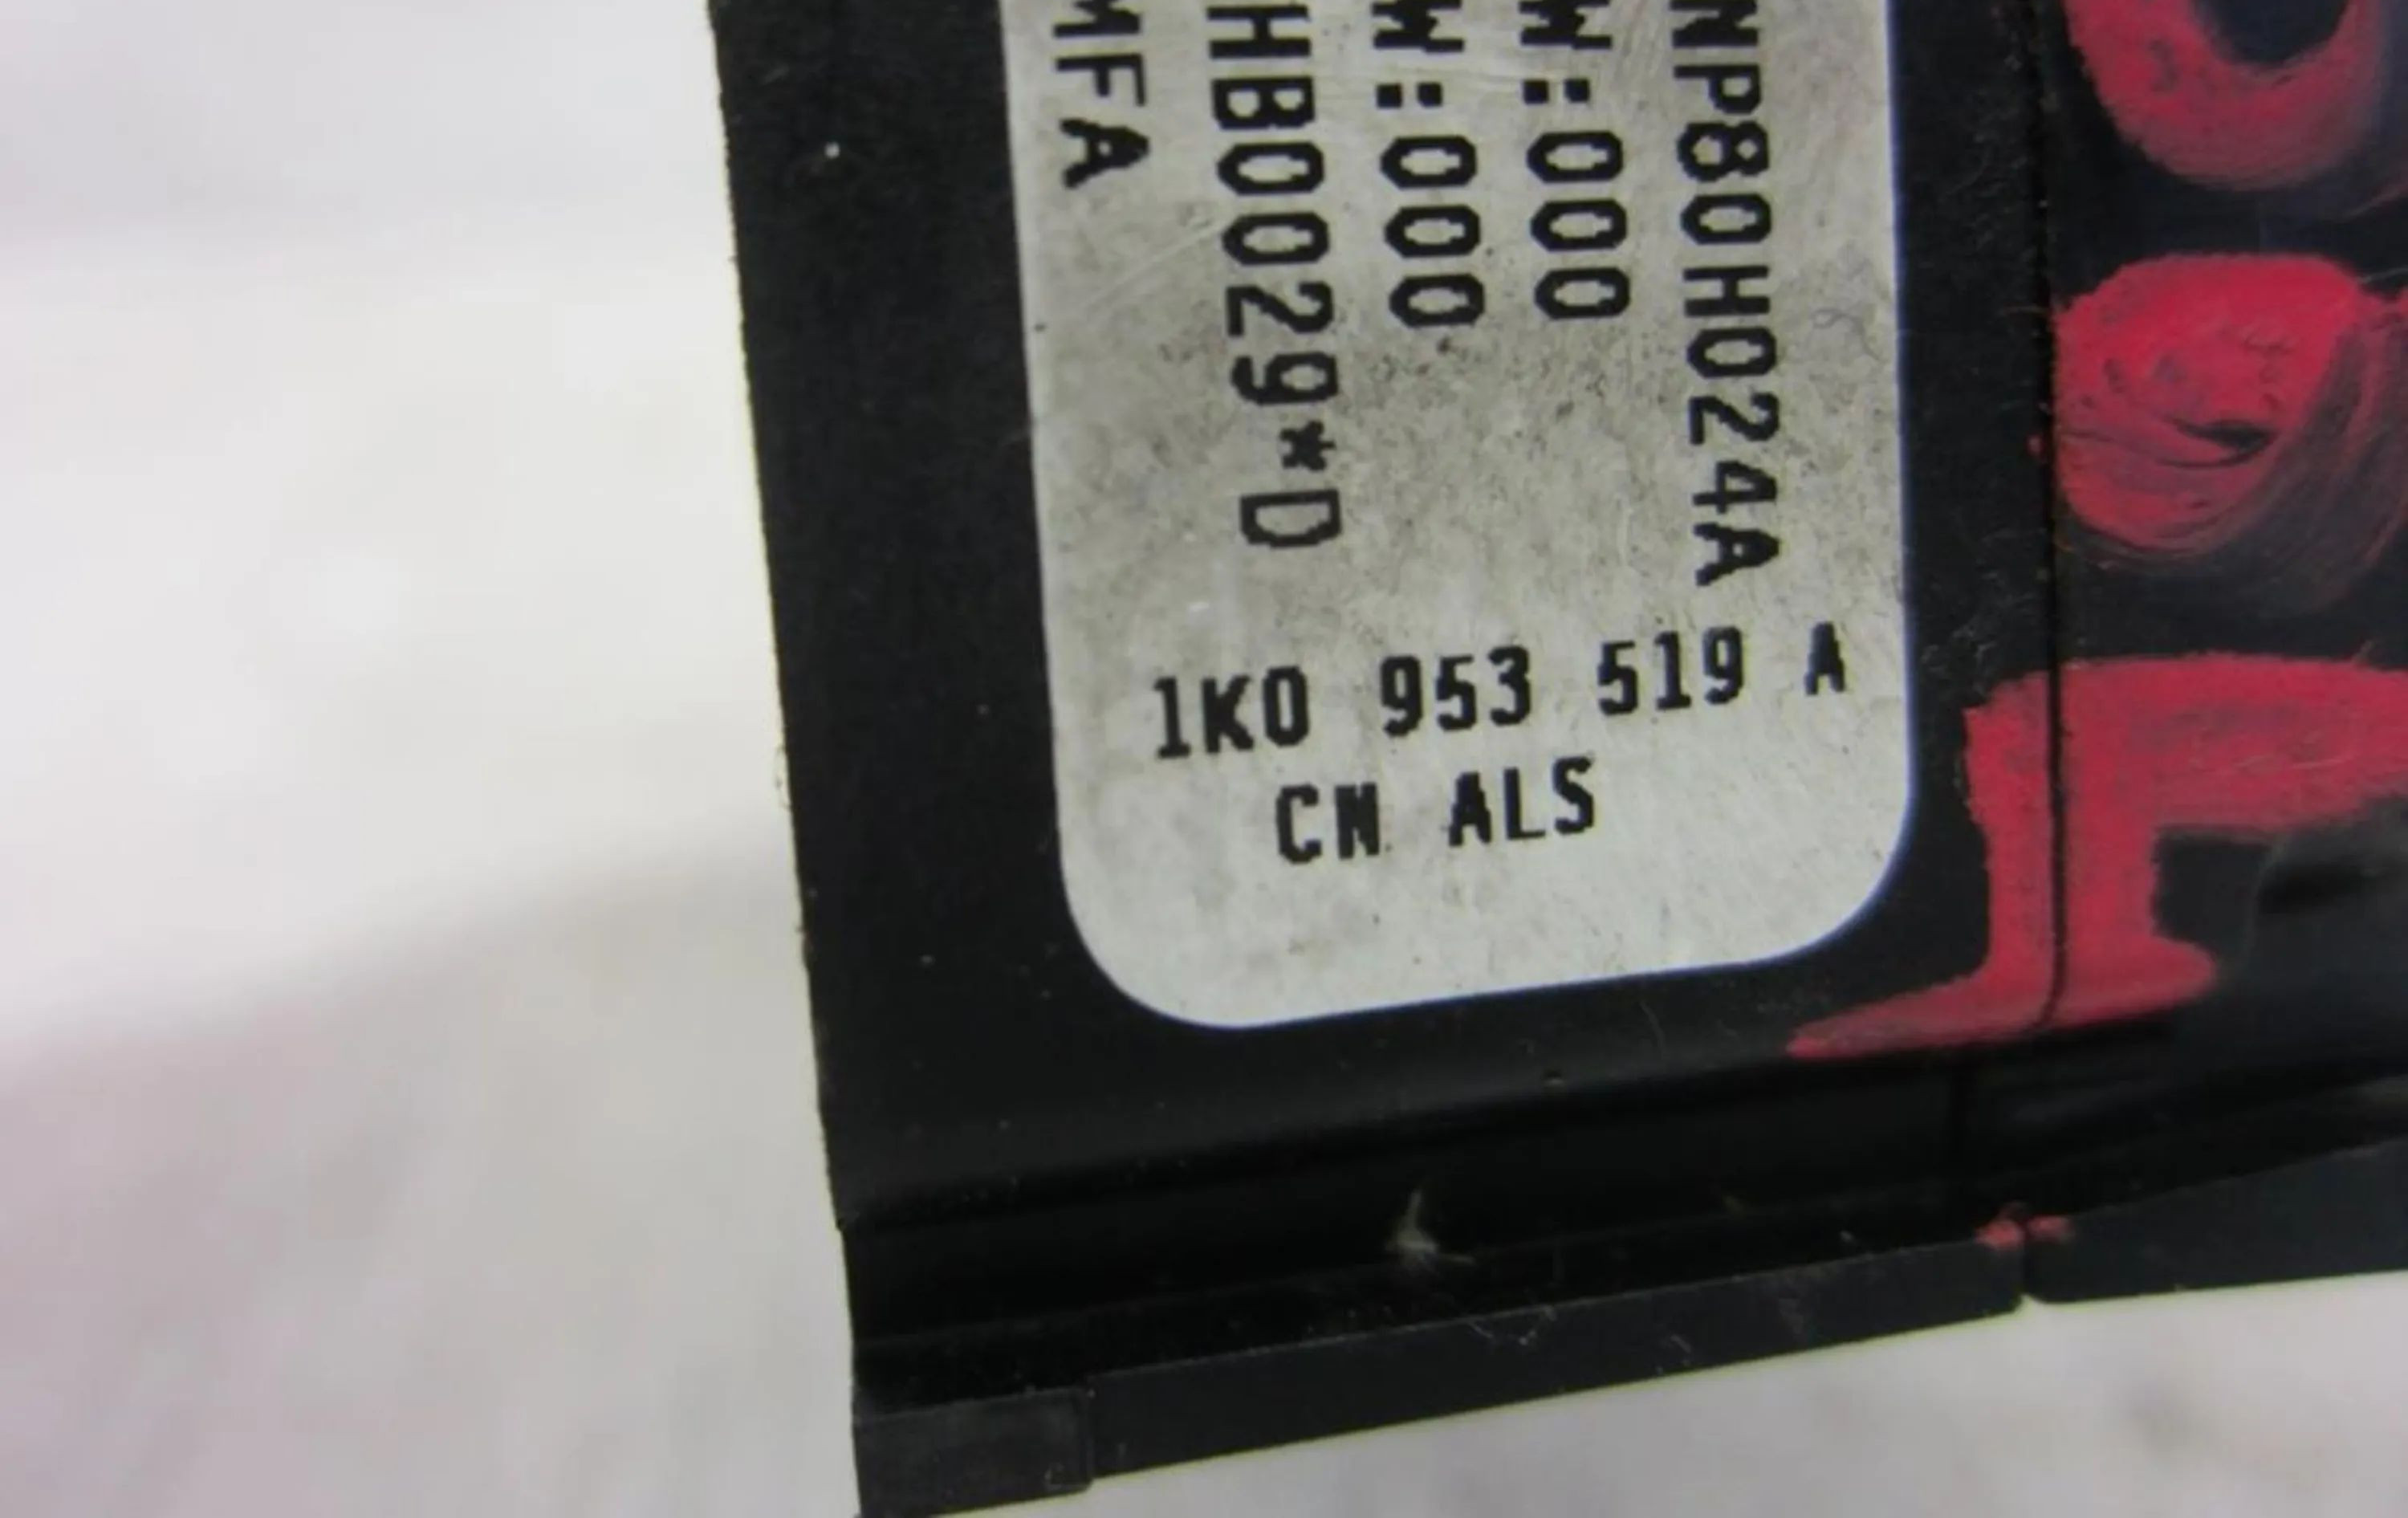 NP80H024A
W:000
W:000
HB0029*D
MFA
1K0 953 519 A
CN ALS